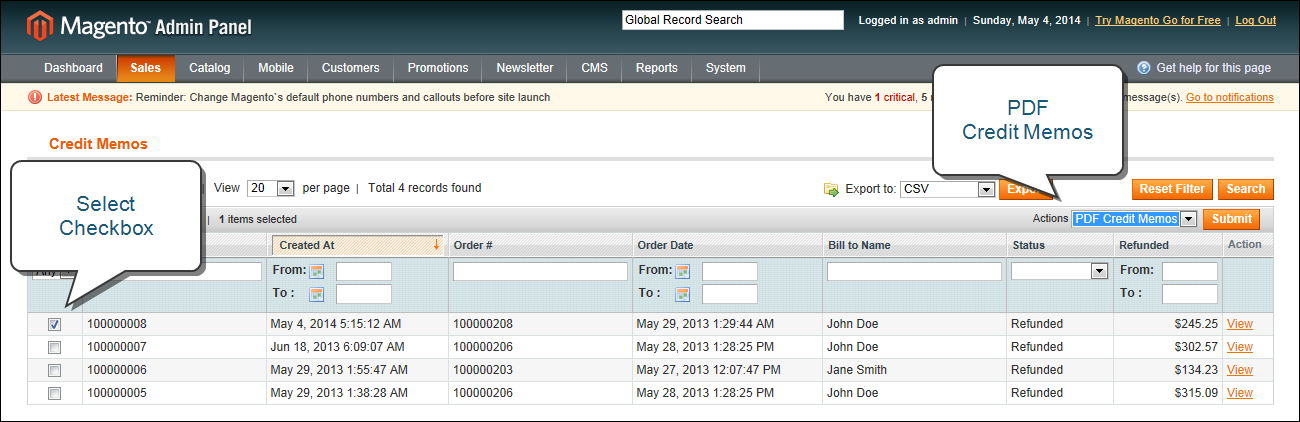 Magento™ Admin Panel
Global Record Search
Logged in as admin | Sunday, May 4, 2014 | Try Magento Go for Free | Log Out
Dashboard Sales Catalog Mobile Customers Promotions Newsletter CMS Reports System
Get help for this page
Latest Message: Reminder: Change Magento`s default phone numbers and callouts before site launch
You have 1 critical, 5 message(s). Go to notifications
PDF
Credit Memos
Credit Memos
Select
Checkbox
| View 20 per page | Total 4 records found
Export to: CSV Export Reset Filter Search
| 1 items selected
Actions PDF Credit Memos Submit
Created At Order # Order Date Bill to Name Status Refunded Action
Any From: From: From:
To : To : To :
100000008 May 4, 2014 5:15:12 AM 100000208 May 29, 2013 1:29:44 AM John Doe Refunded $245.25 View
100000007 Jun 18, 2013 6:09:07 AM 100000206 May 28, 2013 1:28:25 PM John Doe Refunded $302.57 View
100000006 May 29, 2013 1:55:47 AM 100000203 May 27, 2013 12:07:47 PM Jane Smith Refunded $134.23 View
100000005 May 29, 2013 1:38:28 AM 100000206 May 28, 2013 1:28:25 PM John Doe Refunded $315.09 View